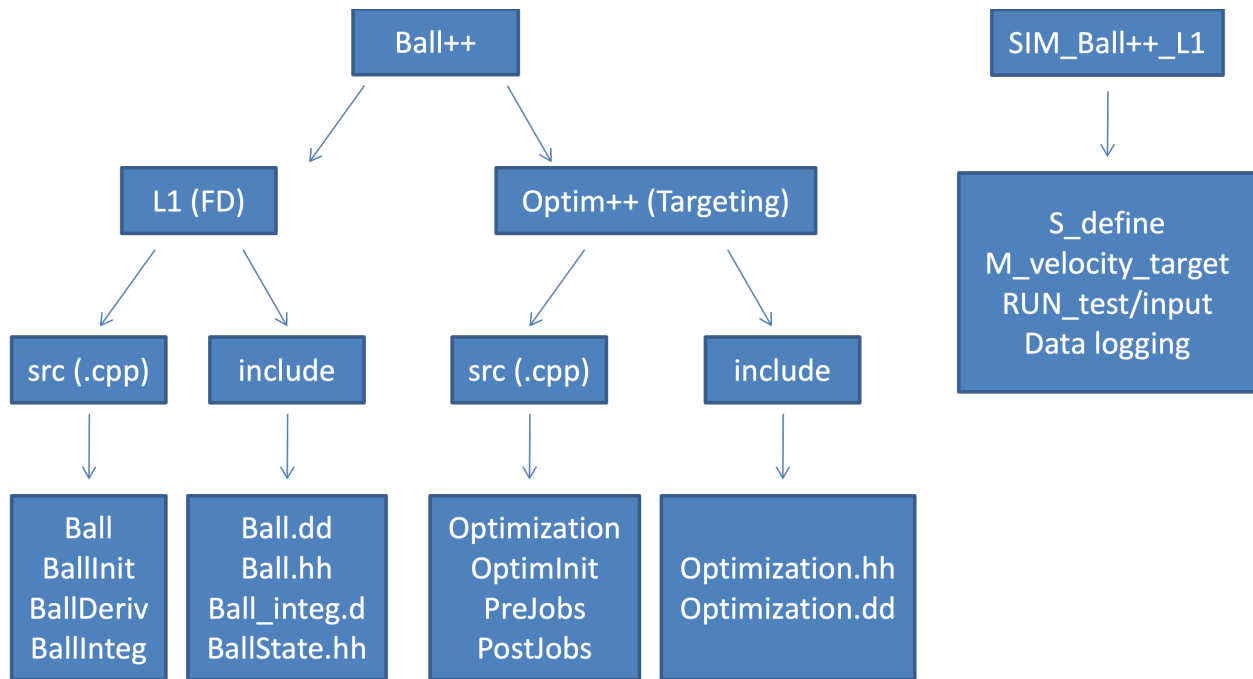 Ball++
SIM_Ball++_L1
L1 (FD)
Optim++ (Targeting)
S_define
M_velocity_target
RUN_test/input
Data logging
src (.cpp)
include
src (.cpp)
include
Ball
BallInit
BallDeriv
BallInteg
Ball.dd
Ball.hh
Ball_integ.d
BallState.hh
Optimization
OptimInit
PreJobs
PostJobs
Optimization.hh
Optimization.dd